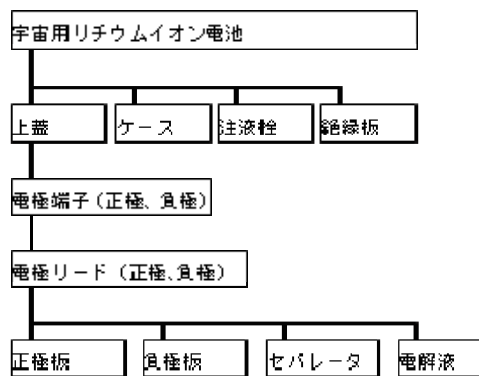 宇宙用リチウムイオン電池
上蓋
ケース
注液栓
絶縁板
電極端子(正極、負極)
電極リード(正極、負極)
正極板
負極板
セパレータ
電解液